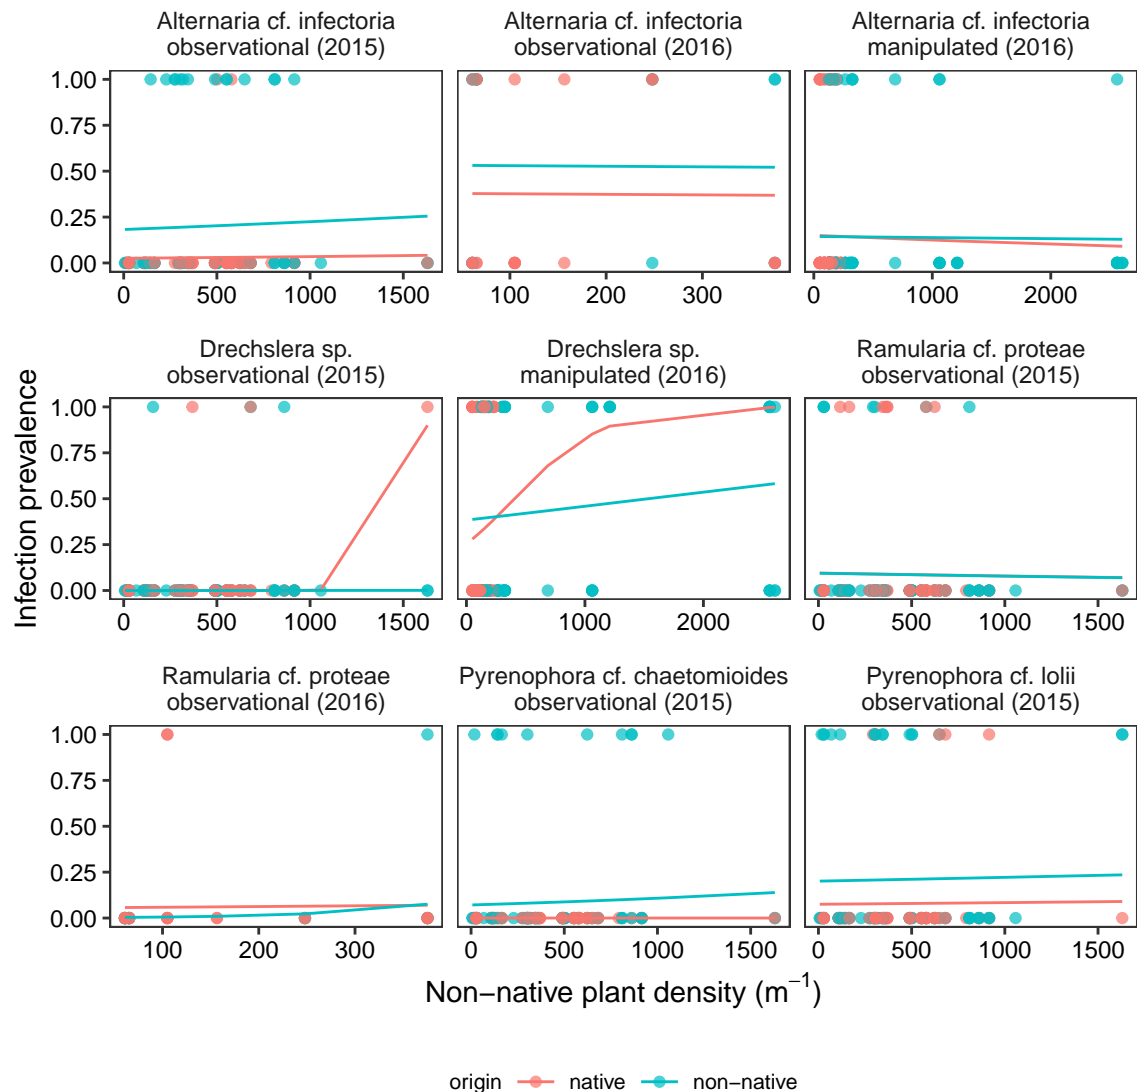 Alternaria cf. infectoria
observational (2015)
Alternaria cf. infectoria
observational (2016)
Alternaria cf. infectoria
manipulated (2016)
1.00
0.75
0.50
0.25
0.00
0 500 1000 1500
100 200 300
0 1000 2000
Drechslera sp.
observational (2015)
Drechslera sp.
manipulated (2016)
Ramularia cf. proteae
observational (2015)
1.00
0.75
0.50
0.25
0.00
0 500 1000 1500
0 1000 2000
0 500 1000 1500
Ramularia cf. proteae
observational (2016)
Pyrenophora cf. chaetomioides
observational (2015)
Pyrenophora cf. lolii
observational (2015)
1.00
0.75
0.50
0.25
0.00
100 200 300
0 500 1000 1500
0 500 1000 1500
Infection prevalence
Non−native plant density (m⁻¹)
origin native non−native